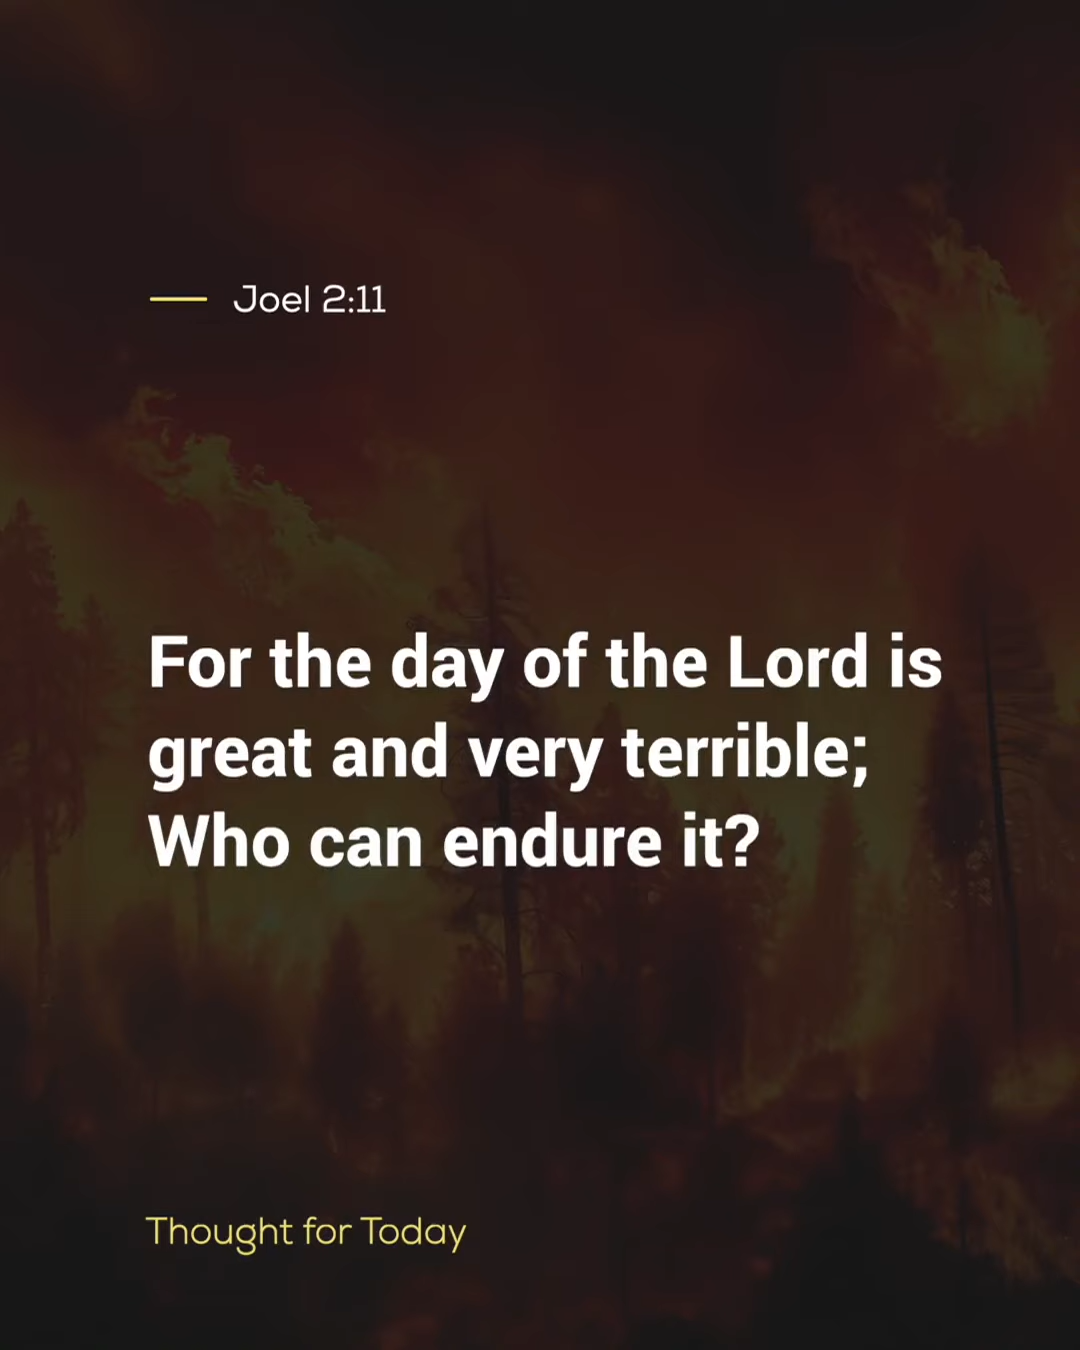 Joel 2:11
For the day of the Lord is
great and very terrible;
Who can endure it?
Thought for Today